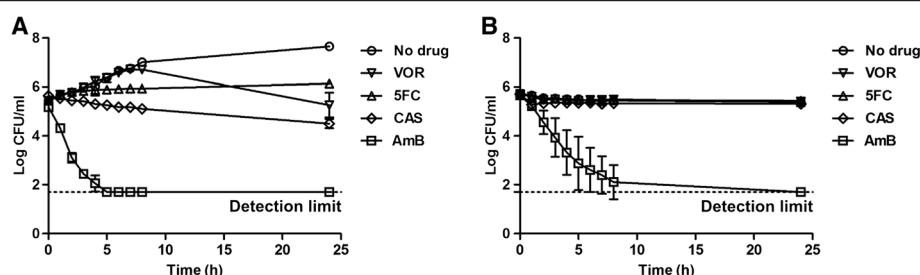 A
8
6
4
2
0
Log CFU/ml
0
5
10
15
20
25
Time (h)
Detection limit
No drug
VOR
5FC
CAS
AmB
B
8
6
4
2
0
Log CFU/ml
0
5
10
15
20
25
Time (h)
Detection limit
No drug
VOR
5FC
CAS
AmB